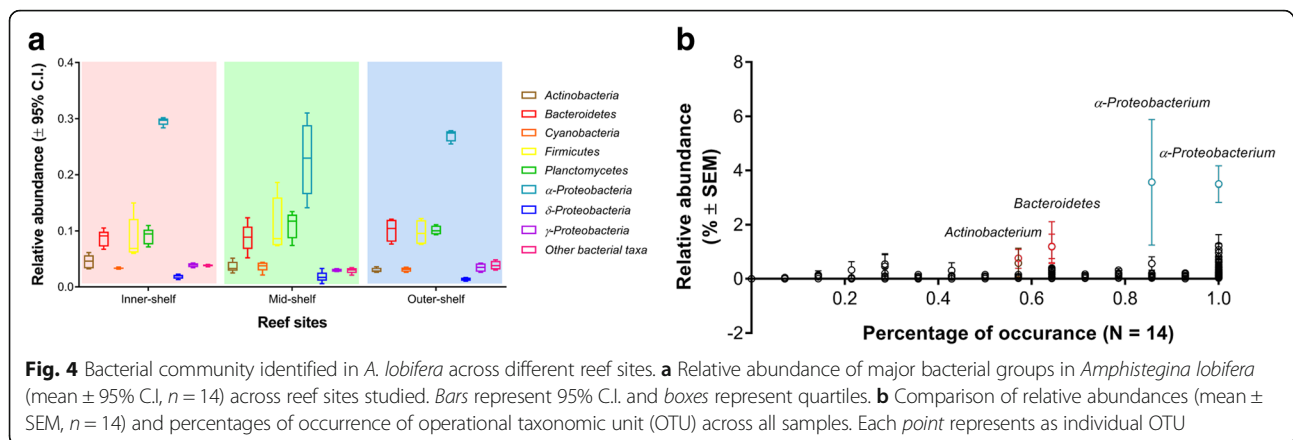 a
0.4
0.3
0.2
0.1
0.0
Relative abundance (± 95% C.I.)
Inner-shelf
Mid-shelf
Outer-shelf
Reef sites
Actinobacteria
Bacteroidetes
Cyanobacteria
Firmicutes
Planctomycetes
α-Proteobacteria
δ-Proteobacteria
γ-Proteobacteria
Other bacterial taxa
b
8
6
4
2
0
-2
Relative abundance
(% ± SEM)
α-Proteobacterium
α-Proteobacterium
Bacteroidetes
Actinobacterium
0.2
0.4
0.6
0.8
1.0
Percentage of occurance (N = 14)
Fig. 4 Bacterial community identified in A. lobifera across different reef sites. a Relative abundance of major bacterial groups in Amphistegina lobifera
(mean ± 95% C.I, n = 14) across reef sites studied. Bars represent 95% C.I. and boxes represent quartiles. b Comparison of relative abundances (mean ±
SEM, n = 14) and percentages of occurrence of operational taxonomic unit (OTU) across all samples. Each point represents as individual OTU